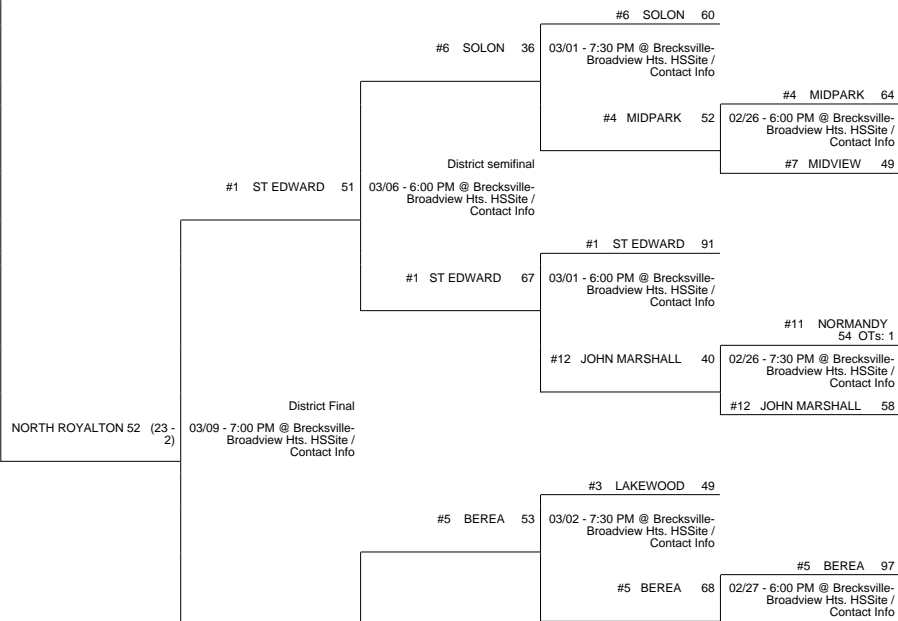 #6 SOLON 60
#6 SOLON 36
03/01 - 7:30 PM @ Brecksville-
Broadview Hts. HSSite /
Contact Info
#4 MIDPARK 64
#4 MIDPARK 52
02/26 - 6:00 PM @ Brecksville-
Broadview Hts. HSSite /
Contact Info
#7 MIDVIEW 49
District semifinal
#1 ST EDWARD 51
03/06 - 6:00 PM @ Brecksville-
Broadview Hts. HSSite /
Contact Info
#1 ST EDWARD 91
#1 ST EDWARD 67
03/01 - 6:00 PM @ Brecksville-
Broadview Hts. HSSite /
Contact Info
#11 NORMANDY
54 OTs: 1
#12 JOHN MARSHALL 40
02/26 - 7:30 PM @ Brecksville-
Broadview Hts. HSSite /
Contact Info
#12 JOHN MARSHALL 58
District Final
NORTH ROYALTON 52 (23 -
2)
03/09 - 7:00 PM @ Brecksville-
Broadview Hts. HSSite /
Contact Info
#3 LAKEWOOD 49
#5 BEREA 53
03/02 - 7:30 PM @ Brecksville-
Broadview Hts. HSSite /
Contact Info
#5 BEREA 97
#5 BEREA 68
02/27 - 6:00 PM @ Brecksville-
Broadview Hts. HSSite /
Contact Info